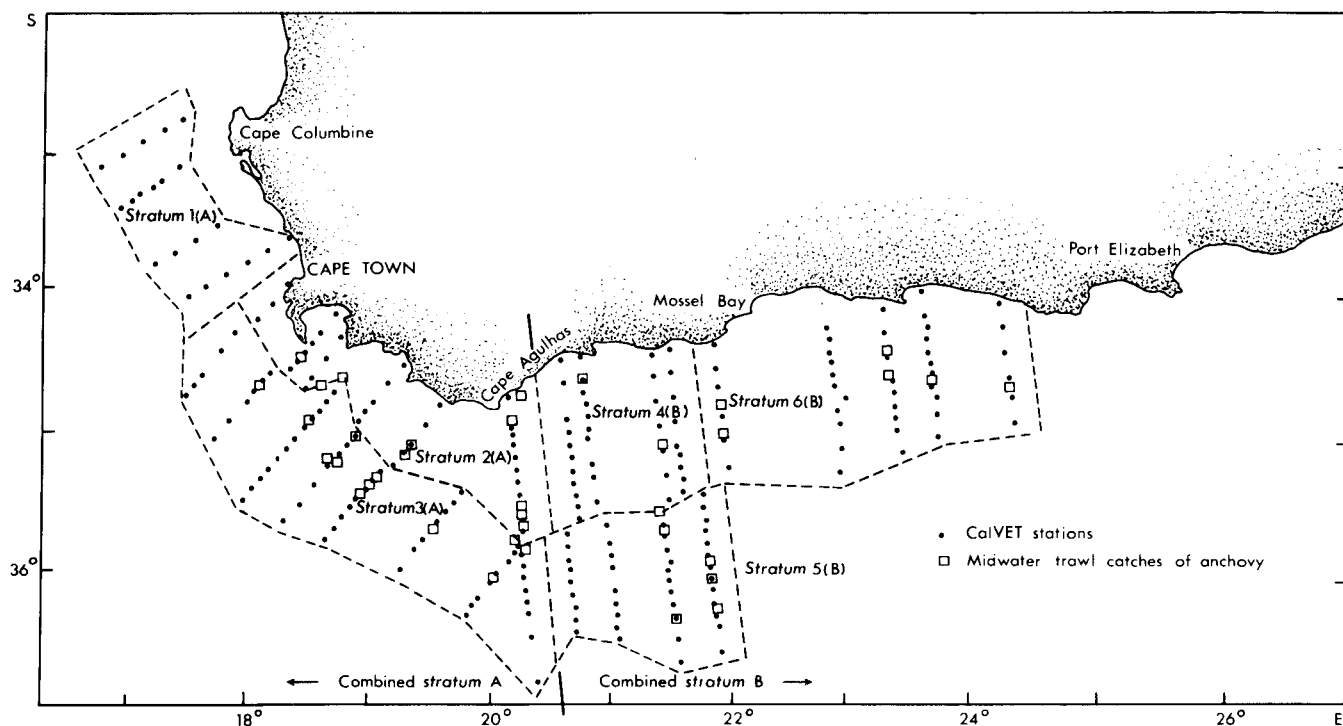 S
Cape Columbine
Stratum 1(A)
CAPE TOWN
Port Elizabeth
34°
Mossel Bay
Cape Agulhas
Stratum 4(B)
Stratum 6(B)
Stratum 2(A)
Stratum 3(A)
CalVET stations
Midwater trawl catches of anchovy
36°
Stratum 5(B)
Combined stratum A
Combined stratum B
18°
20°
22°
24°
26°
E